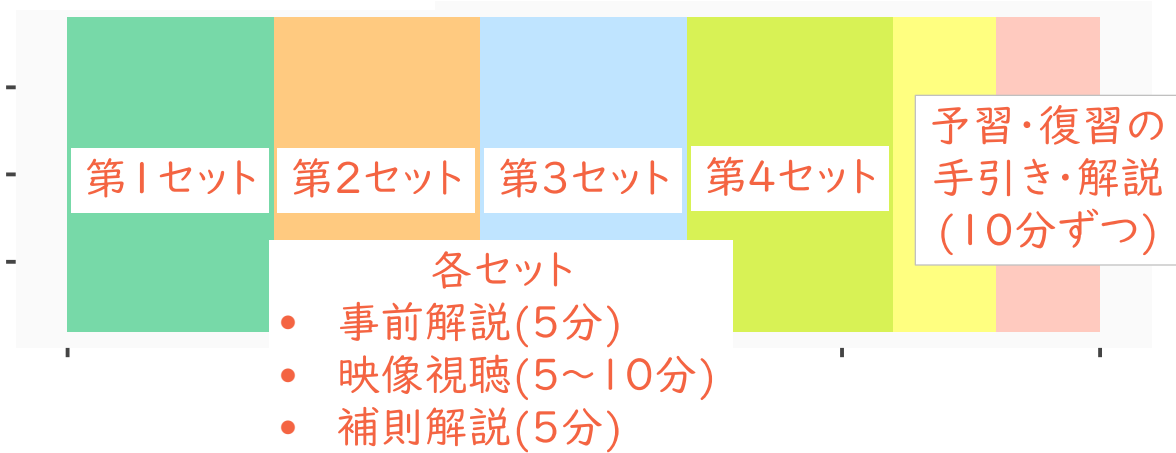 第1セット
第2セット
第3セット
第4セット
予習・復習の
手引き・解説
(10分ずつ)
各セット
• 事前解説(5分)
• 映像視聴(5〜10分)
• 補則解説(5分)